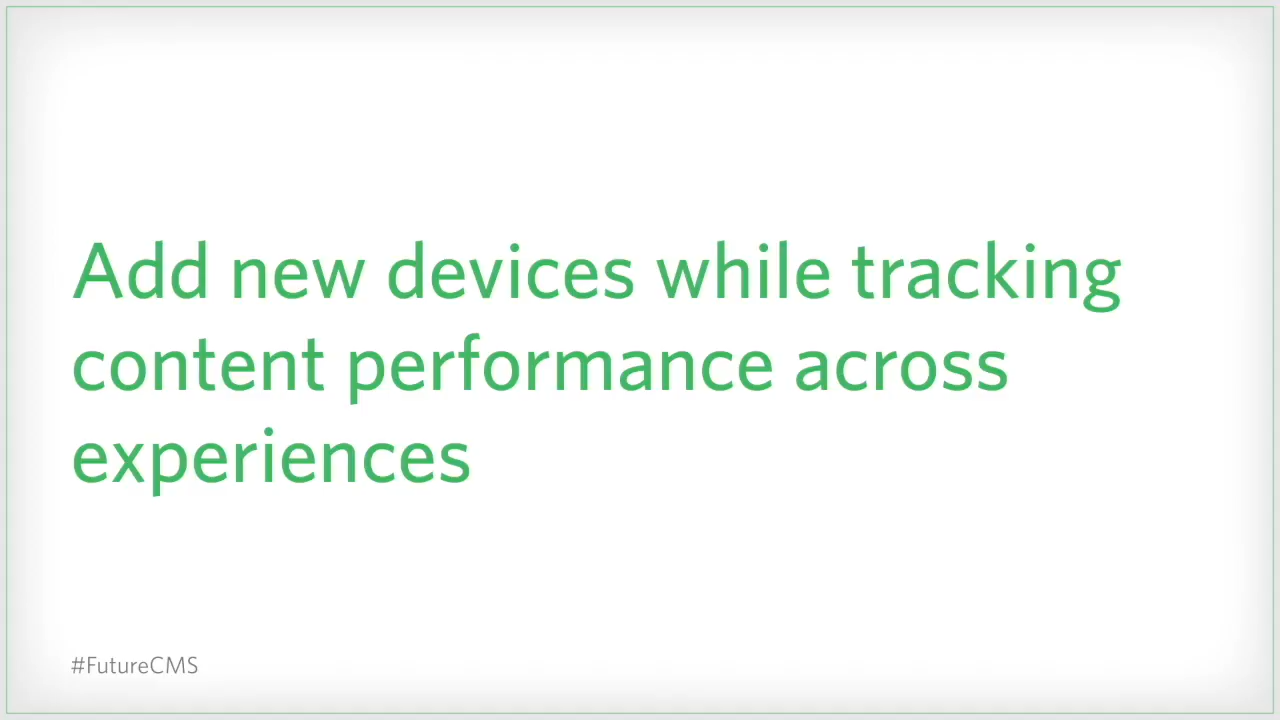 Add new devices while tracking
content performance across
experiences
#FutureCMS